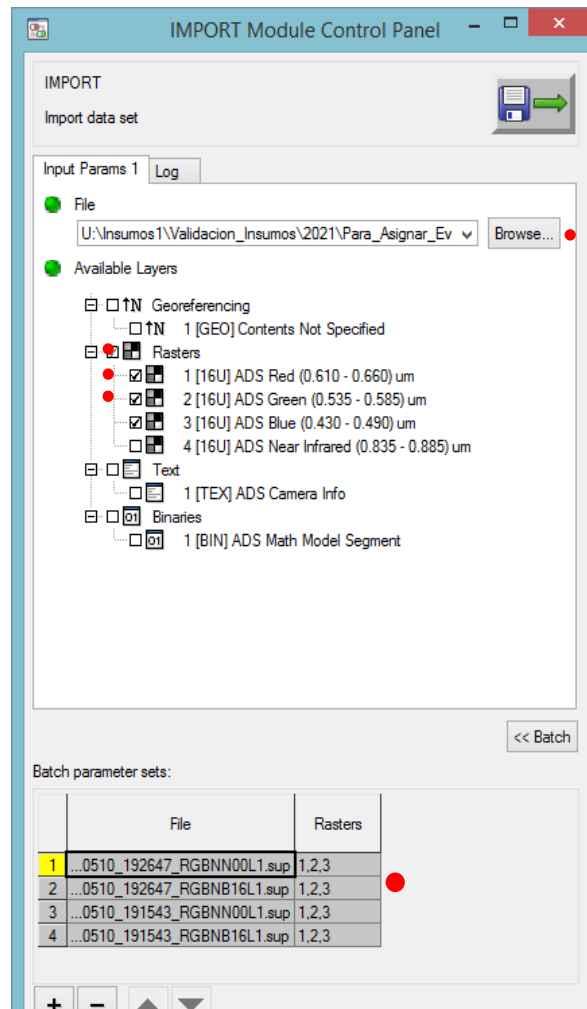 IMPORT Module Control Panel
IMPORT
Import data set
Input Params 1 Log
File
U:\Insumos1\Validacion_Insumos\2021\Para_Asignar_Ev Browse...
Available Layers
↑N Georeferencing
↑N 1 [GEO] Contents Not Specified
Rasters
1 [16U] ADS Red (0.610 - 0.660) um
2 [16U] ADS Green (0.535 - 0.585) um
3 [16U] ADS Blue (0.430 - 0.490) um
4 [16U] ADS Near Infrared (0.835 - 0.885) um
Text
1 [TEX] ADS Camera Info
01 Binaries
01 1 [BIN] ADS Math Model Segment
<< Batch
Batch parameter sets:
File Rasters
1 ...0510_192647_RGBNN00L1.sup 1,2,3
2 ...0510_192647_RGBNB16L1.sup 1,2,3
3 ...0510_191543_RGBNN00L1.sup 1,2,3
4 ...0510_191543_RGBNB16L1.sup 1,2,3